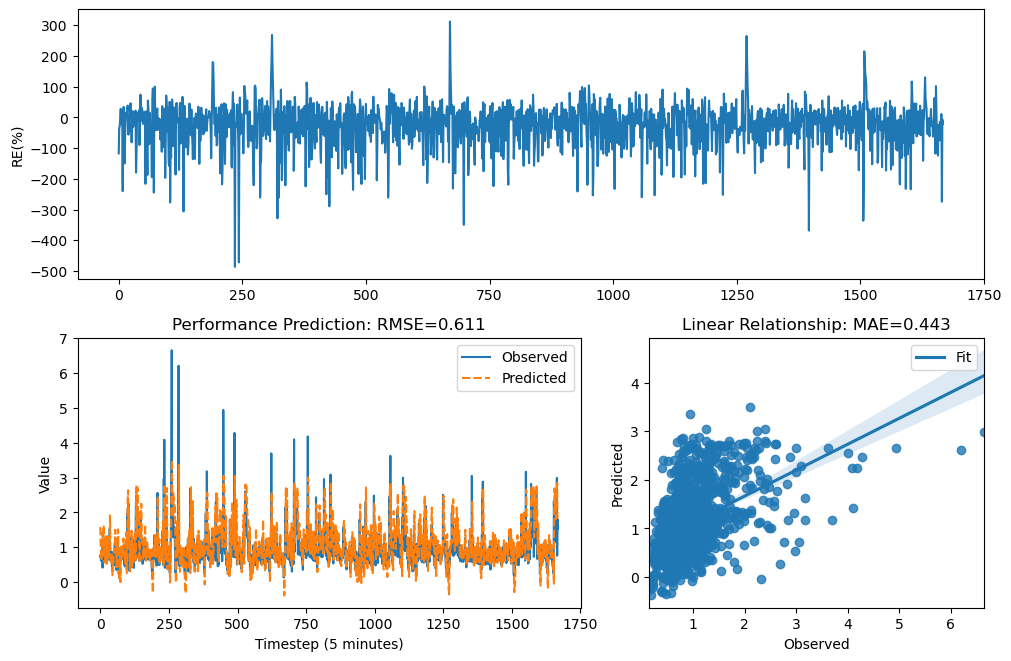 RE(%)
300
200
100
0
−100
−200
−300
−400
−500
0 250 500 750 1000 1250 1500 1750
Performance Prediction: RMSE=0.611
Value
7
6
5
4
3
2
1
0
Observed
Predicted
0 250 500 750 1000 1250 1500 1750
Timestep (5 minutes)
Linear Relationship: MAE=0.443
Predicted
4
3
2
1
0
Fit
1 2 3 4 5 6
Observed